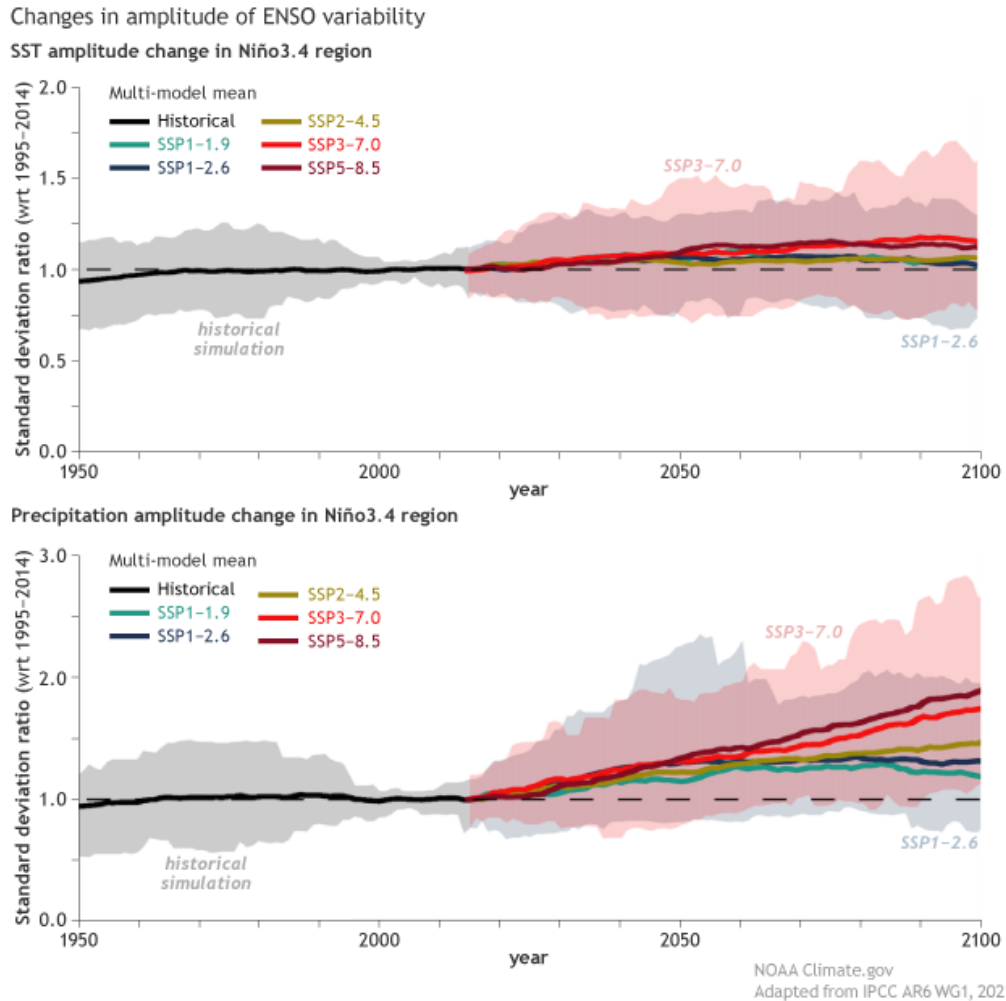 Changes in amplitude of ENSO variability
SST amplitude change in Niño3.4 region
Standard deviation ratio (wrt 1995–2014)
2.0
1.5
1.0
0.5
0.0
Multi-model mean
Historical
SSP1–1.9
SSP1–2.6
SSP2–4.5
SSP3–7.0
SSP5–8.5
SSP3–7.0
historical
simulation
SSP1–2.6
1950 2000 2050 2100
year
Precipitation amplitude change in Niño3.4 region
Standard deviation ratio (wrt 1995–2014)
3.0
2.0
1.0
0.0
Multi-model mean
Historical
SSP1–1.9
SSP1–2.6
SSP2–4.5
SSP3–7.0
SSP5–8.5
SSP3–7.0
historical
simulation
SSP1–2.6
1950 2000 2050 2100
year
NOAA Climate.gov
Adapted from IPCC AR6 WG1, 202